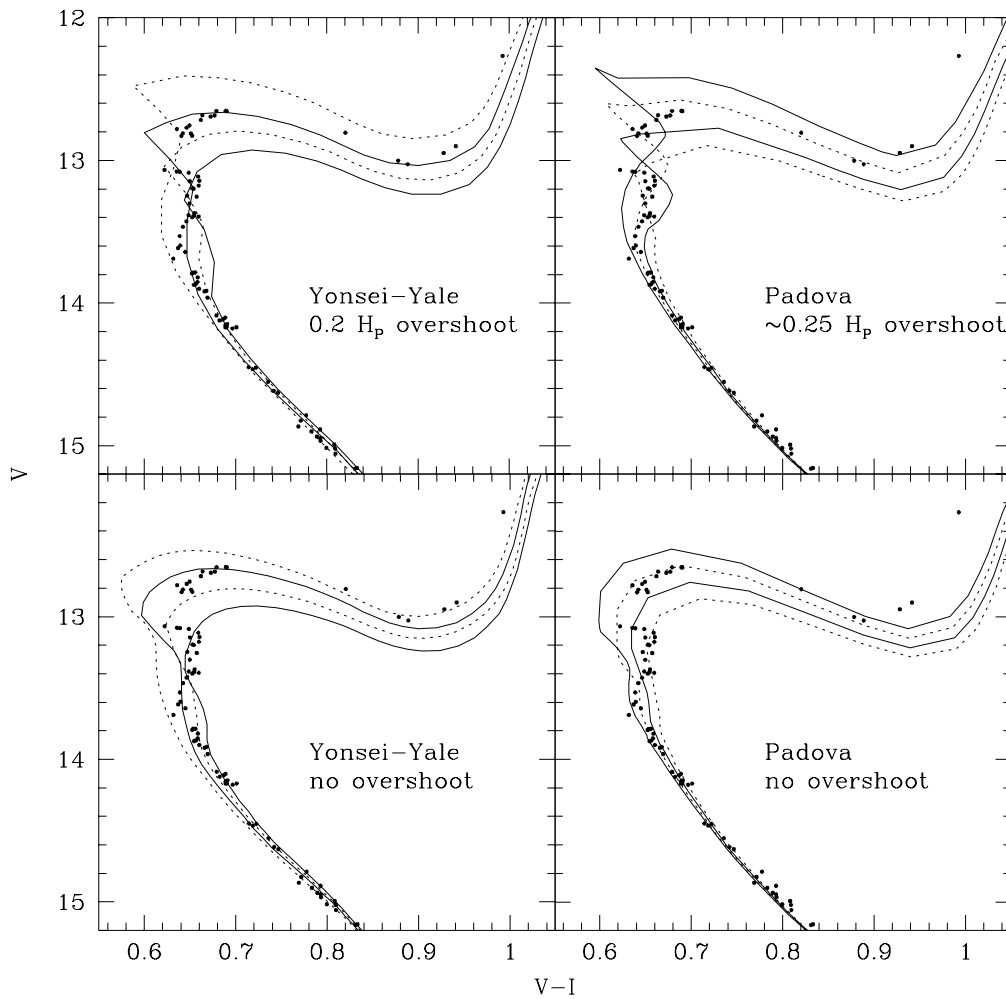 12
13
14
15
Yonsei–Yale
0.2 H_P overshoot
Padova
~0.25 H_P overshoot
V
13
14
15
Yonsei–Yale
no overshoot
Padova
no overshoot
0.6 0.7 0.8 0.9 1 0.6 0.7 0.8 0.9 1
V–I